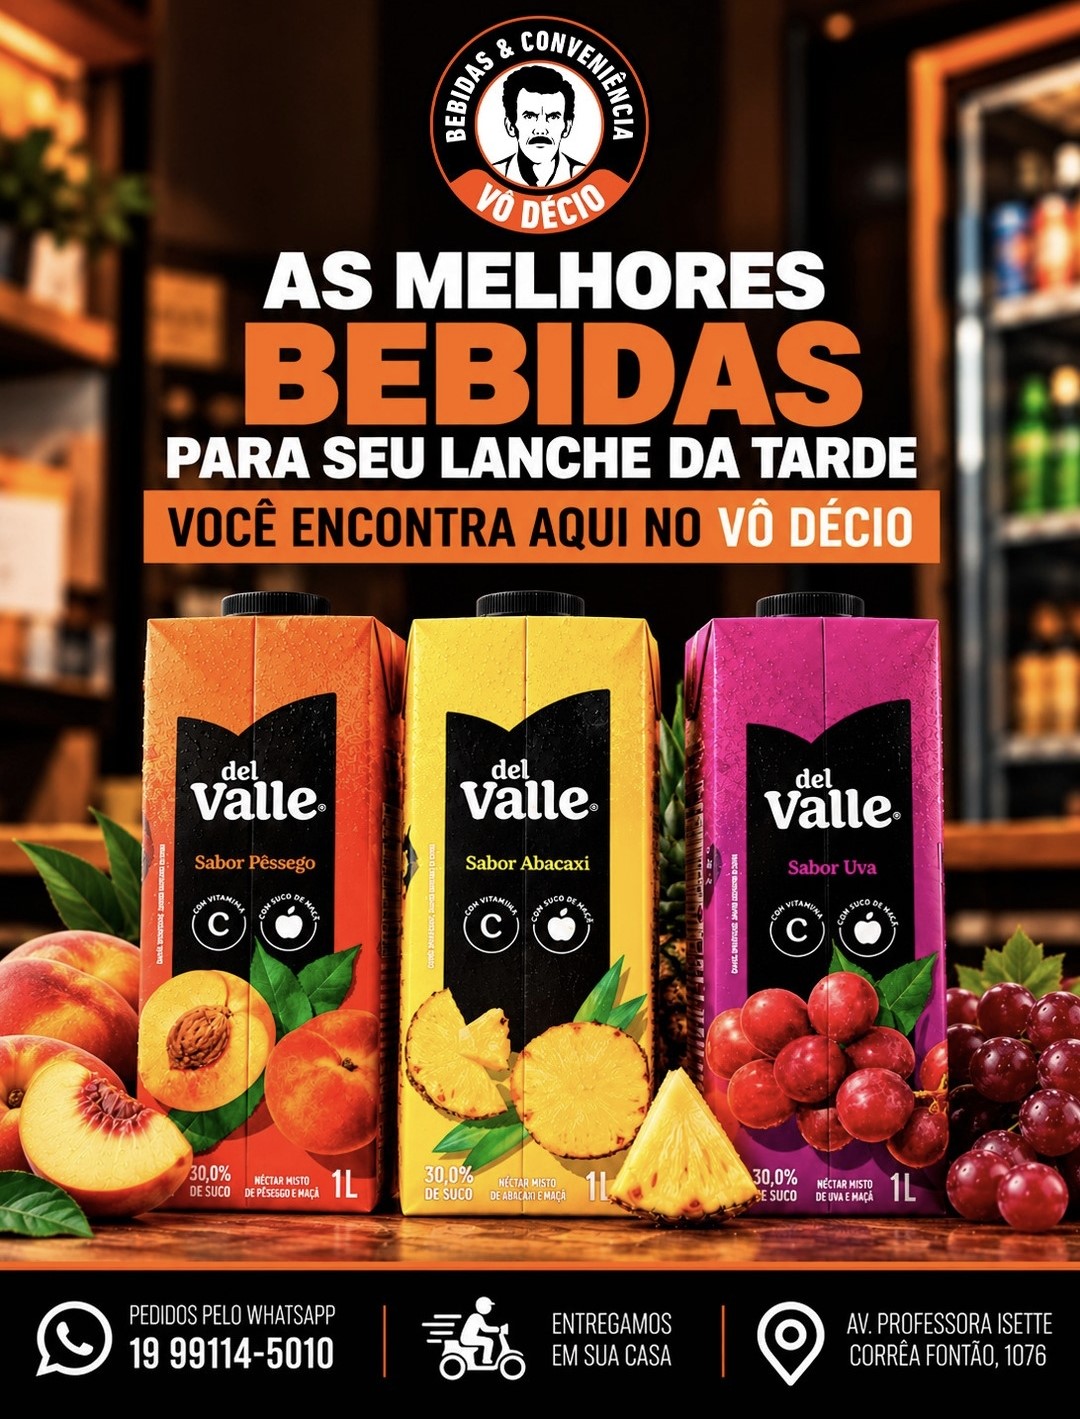 BEBIDAS & CONVENIÊNCIA
VÔ DÉCIO
AS MELHORES
BEBIDAS
PARA SEU LANCHE DA TARDE
VOCÊ ENCONTRA AQUI NO VÔ DÉCIO
del
Valle®
Sabor Pêssego
COM VITAMINA
C
COM SUCO DE MAÇÃ
30,0%
DE SUCO
NÉCTAR MISTO
DE PÊSEGGO E MAÇÃ
1L
del
Valle®
Sabor Abacaxi
COM VITAMINA
C
COM SUCO DE MAÇÃ
30,0%
DE SUCO
NÉCTAR MISTO
DE ABACAXI E MAÇÃ
1L
del
Valle®
Sabor Uva
COM VITAMINA
C
COM SUCO DE MAÇÃ
30,0%
DE SUCO
NÉCTAR MISTO
DE UVA E MAÇÃ
1L
PEDIDOS PELO WHATSAPP
19 99114-5010
ENTREGAMOS
EM SUA CASA
AV. PROFESSORA ISETTE
CORRÊA FONTÃO, 1076